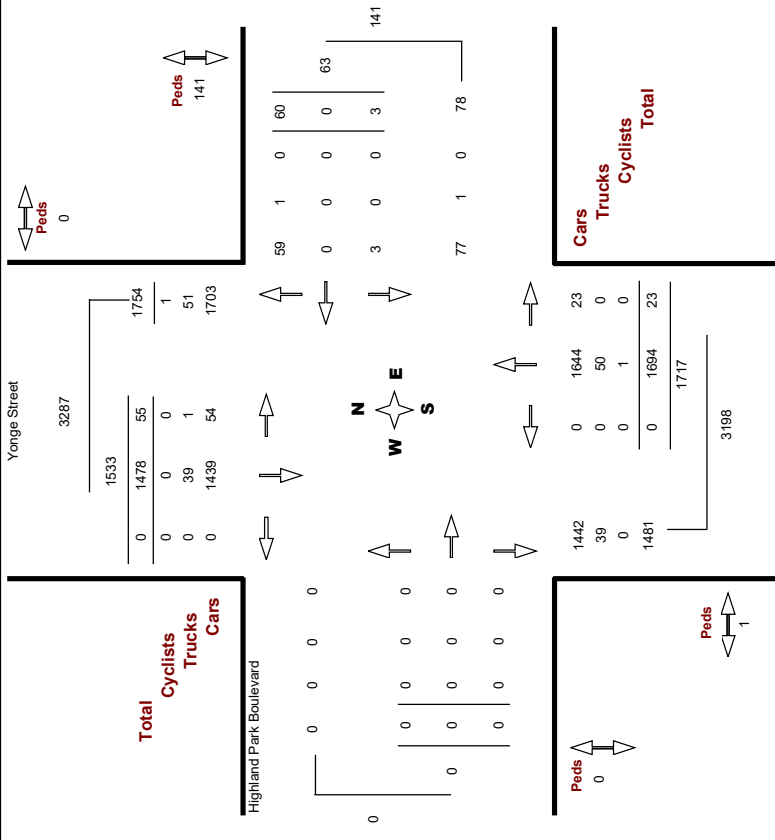 Yonge Street
3287
1533
0 1478 55 1754
0 0 0 1
0 39 1 51
0 1439 54 1703
Total
Cyclists
Trucks
Cars
Peds
0
Peds
141
Highland Park Boulevard
0 0 0 0
0
0 0 0 0
0 0 0 0
0 0 0 0
0
N
W E
S
59 1 0 60
0 0 0 0
3 0 0 3
63
141
77 1 0 78
1442 0 1644 23
39 0 50 0
0 0 1 0
1481 0 1694 23
1717
3198
Cars
Trucks
Cyclists
Total
Peds
0
Peds
1